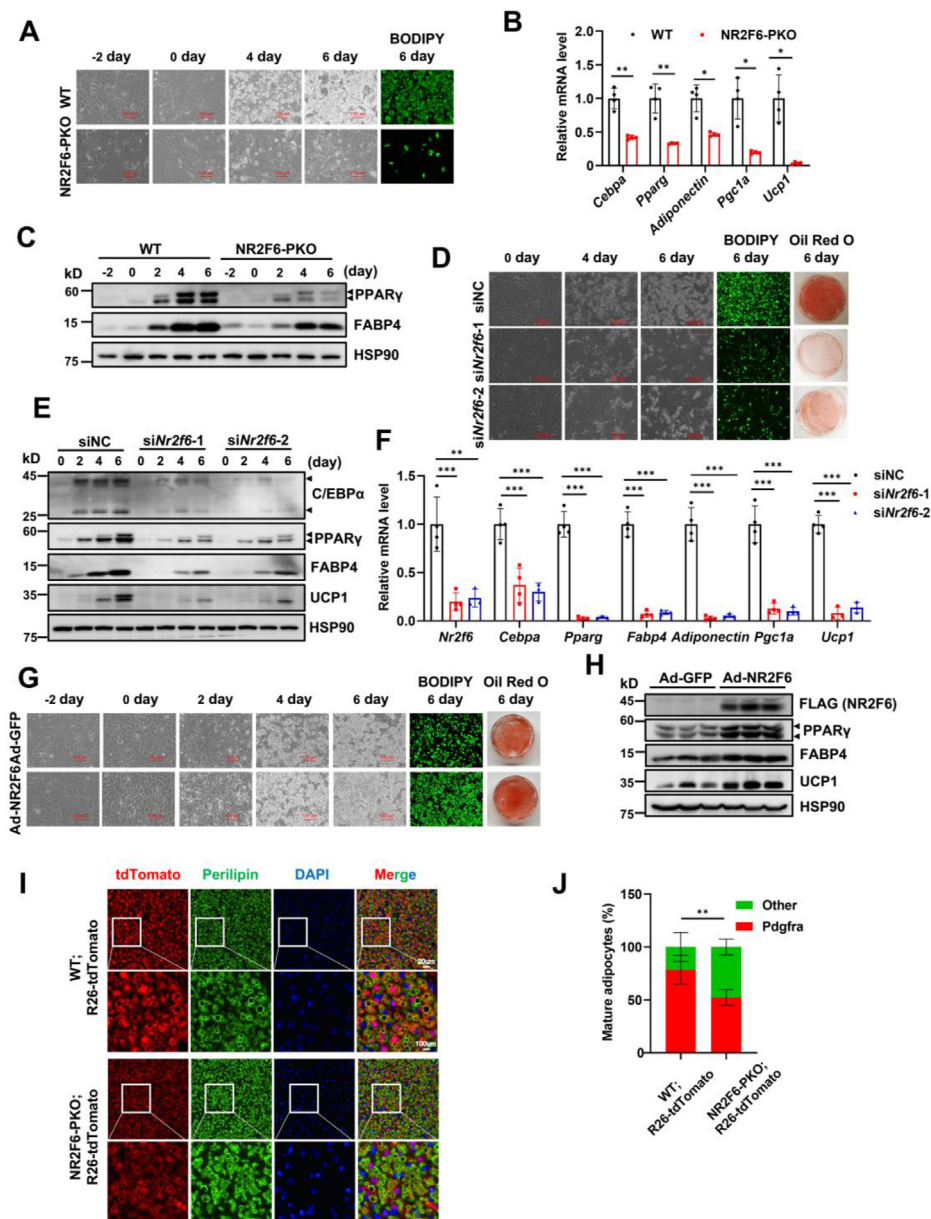 A
-2 day 0 day 4 day 6 day BODIPY 6 day
WT
NR2F6-PKO
B
WT NR2F6-PKO
Relative mRNA level
1.5
1.0
0.5
0.0
** ** * * *
Cebpa Pparg Adiponectin Pgc1a Ucp1
C
WT NR2F6-PKO
kD -2 0 2 4 6 -2 0 2 4 6 (day)
60 PPARγ
15 FABP4
75 HSP90
D
0 day 4 day 6 day BODIPY 6 day Oil Red O 6 day
siNC
siNr2f6-1
siNr2f6-2
E
siNC siNr2f6-1 siNr2f6-2
kD 0 2 4 6 0 2 4 6 0 2 4 6 (day)
45
C/EBPα
25
60 PPARγ
15 FABP4
35 UCP1
75 HSP90
F
Relative mRNA level
1.5
1.0
0.5
0.0
** *** *** *** *** *** ***
*** *** *** *** *** *** ***
siNC
siNr2f6-1
siNr2f6-2
Nr2f6 Cebpa Pparg Fabp4 Adiponectin Pgc1a Ucp1
G
-2 day 0 day 2 day 4 day 6 day BODIPY 6 day Oil Red O 6 day
Ad-GFP
Ad-NR2F6
H
kD Ad-GFP Ad-NR2F6
45 FLAG (NR2F6)
60 PPARγ
15 FABP4
35 UCP1
75 HSP90
I
tdTomato Perilipin DAPI Merge
WT;
R26-tdTomato
20um
100um
NR2F6-PKO;
R26-tdTomato
J
Mature adipocytes (%)
150
100
50
0
**
Other
Pdgfra
WT;
R26-tdTomato
NR2F6-PKO;
R26-tdTomato